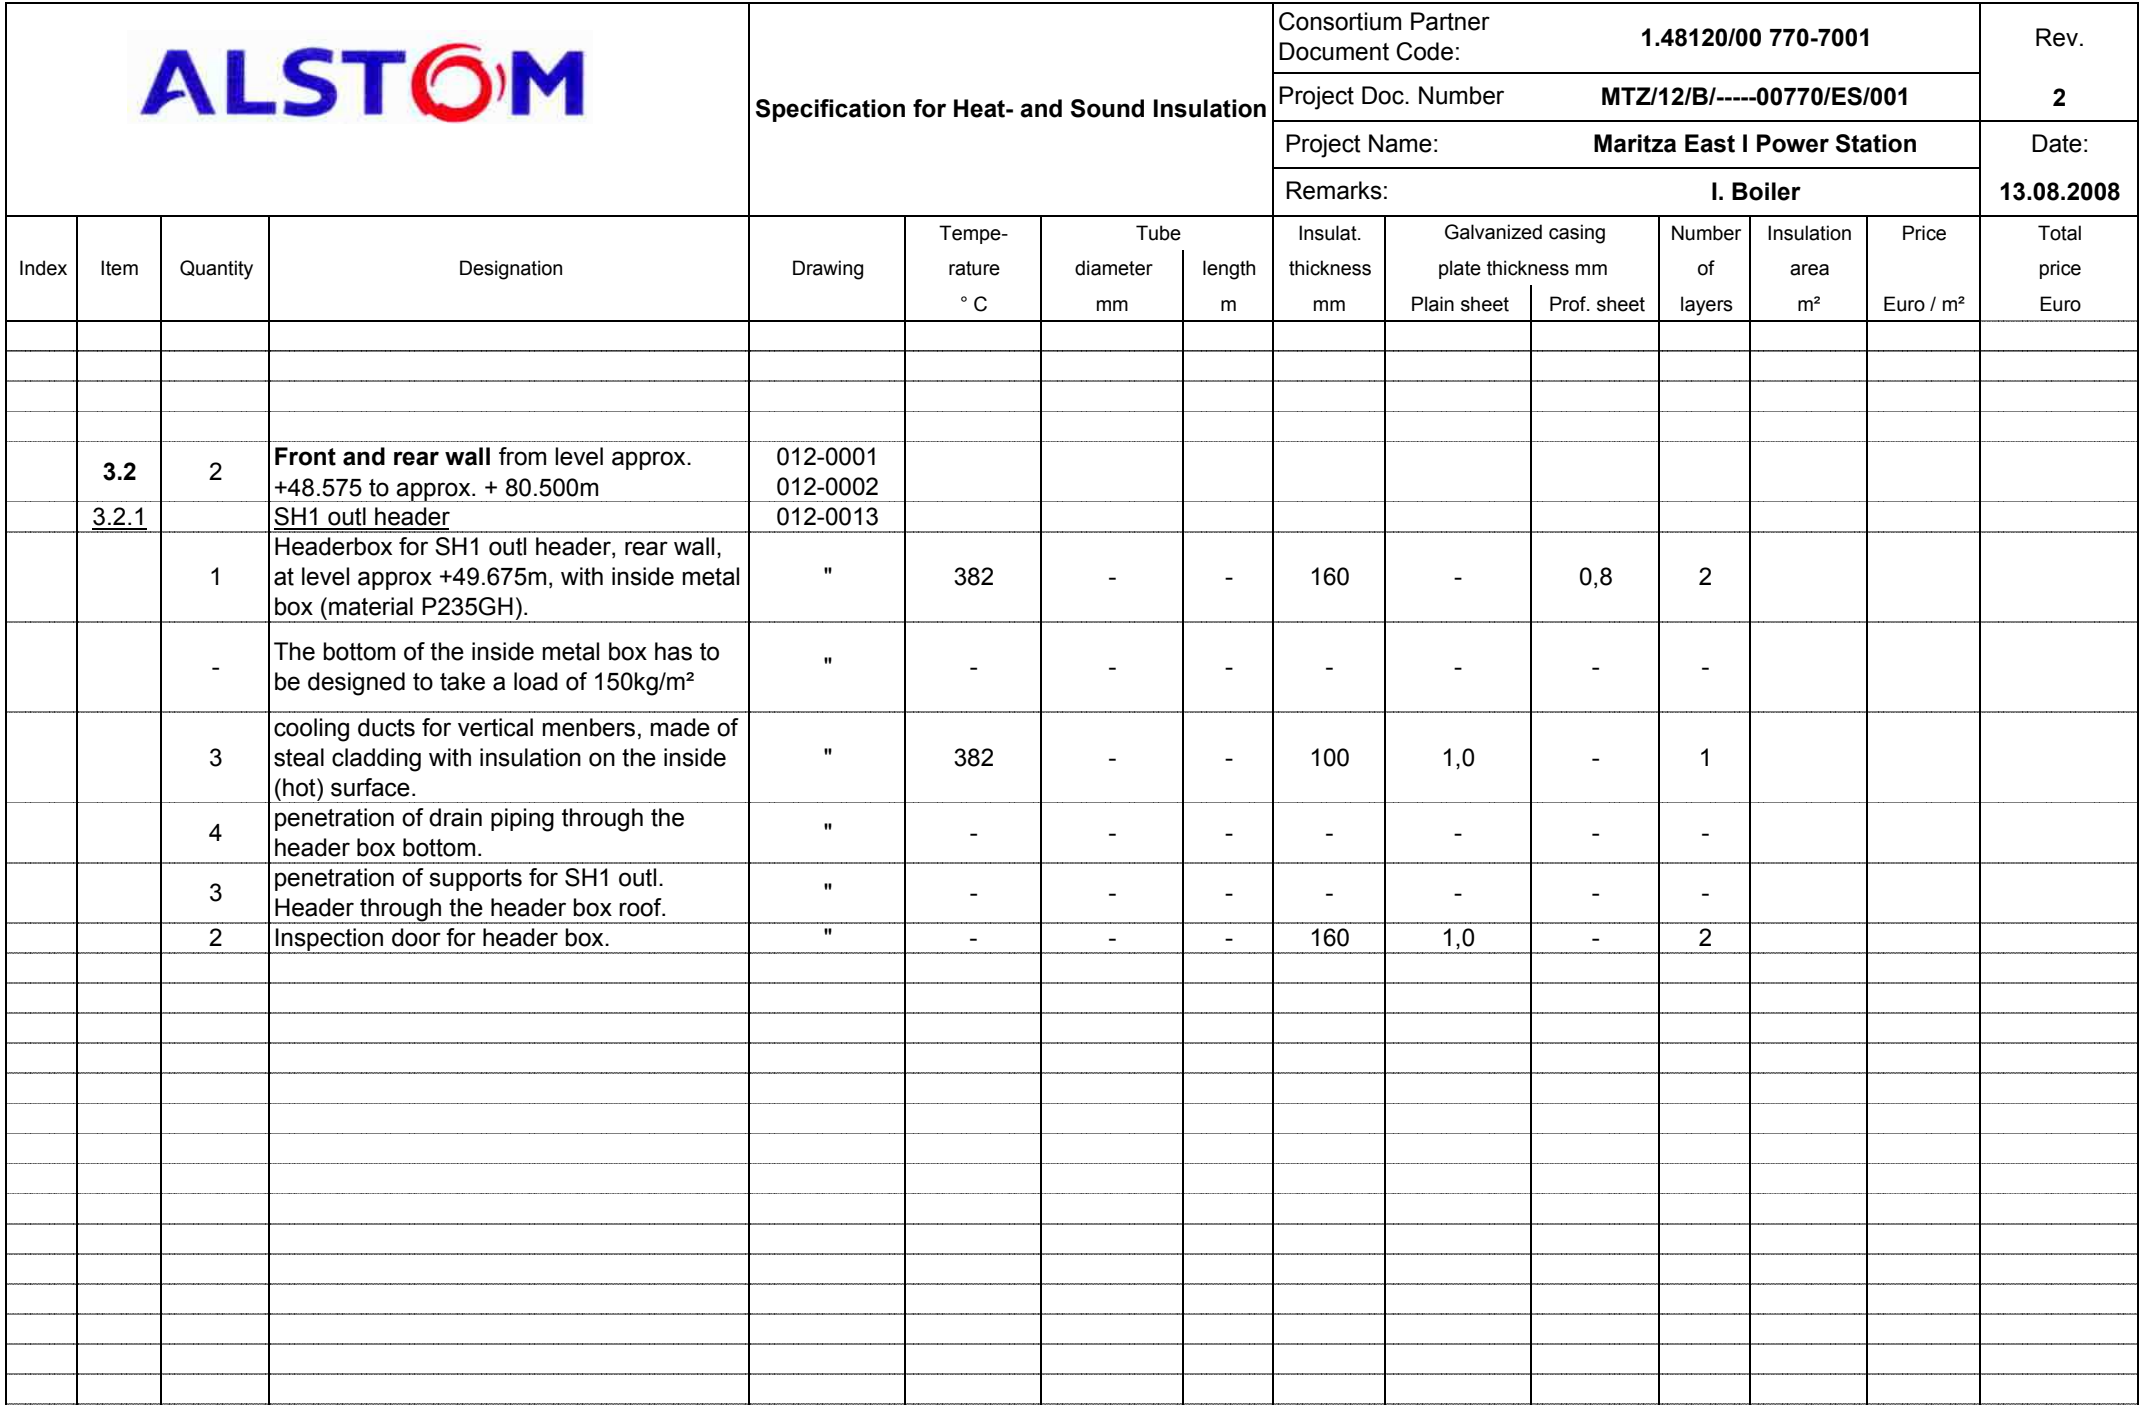 ALSTOM
Specification for Heat- and Sound Insulation
Consortium Partner
Document Code:
1.48120/00 770-7001
Rev.
Project Doc. Number
MTZ/12/B/-----00770/ES/001
2
Project Name:
Maritza East I Power Station
Date:
Remarks:
I. Boiler
13.08.2008
Index Item Quantity Designation Drawing
Tempe-
rature
° C
Tube
diameter
mm
length
m
Insulat.
thickness
mm
Galvanized casing
plate thickness mm
Plain sheet Prof. sheet
Number
of
layers
Insulation
area
m²
Price
Euro / m²
Total
price
Euro
3.2 2 Front and rear wall from level approx. 012-0001
+48.575 to approx. + 80.500m 012-0002
3.2.1 SH1 outl header 012-0013
Headerbox for SH1 outl header, rear wall,
1 at level approx +49.675m, with inside metal " 382 - - 160 - 0,8 2
box (material P235GH).
- The bottom of the inside metal box has to " - - - - - - -
be designed to take a load of 150kg/m²
cooling ducts for vertical menbers, made of
3 steal cladding with insulation on the inside " 382 - - 100 1,0 - 1
(hot) surface.
4 penetration of drain piping through the " - - - - - - -
header box bottom.
3 penetration of supports for SH1 outl. " - - - - - - -
Header through the header box roof.
2 Inspection door for header box. " - - - 160 1,0 - 2